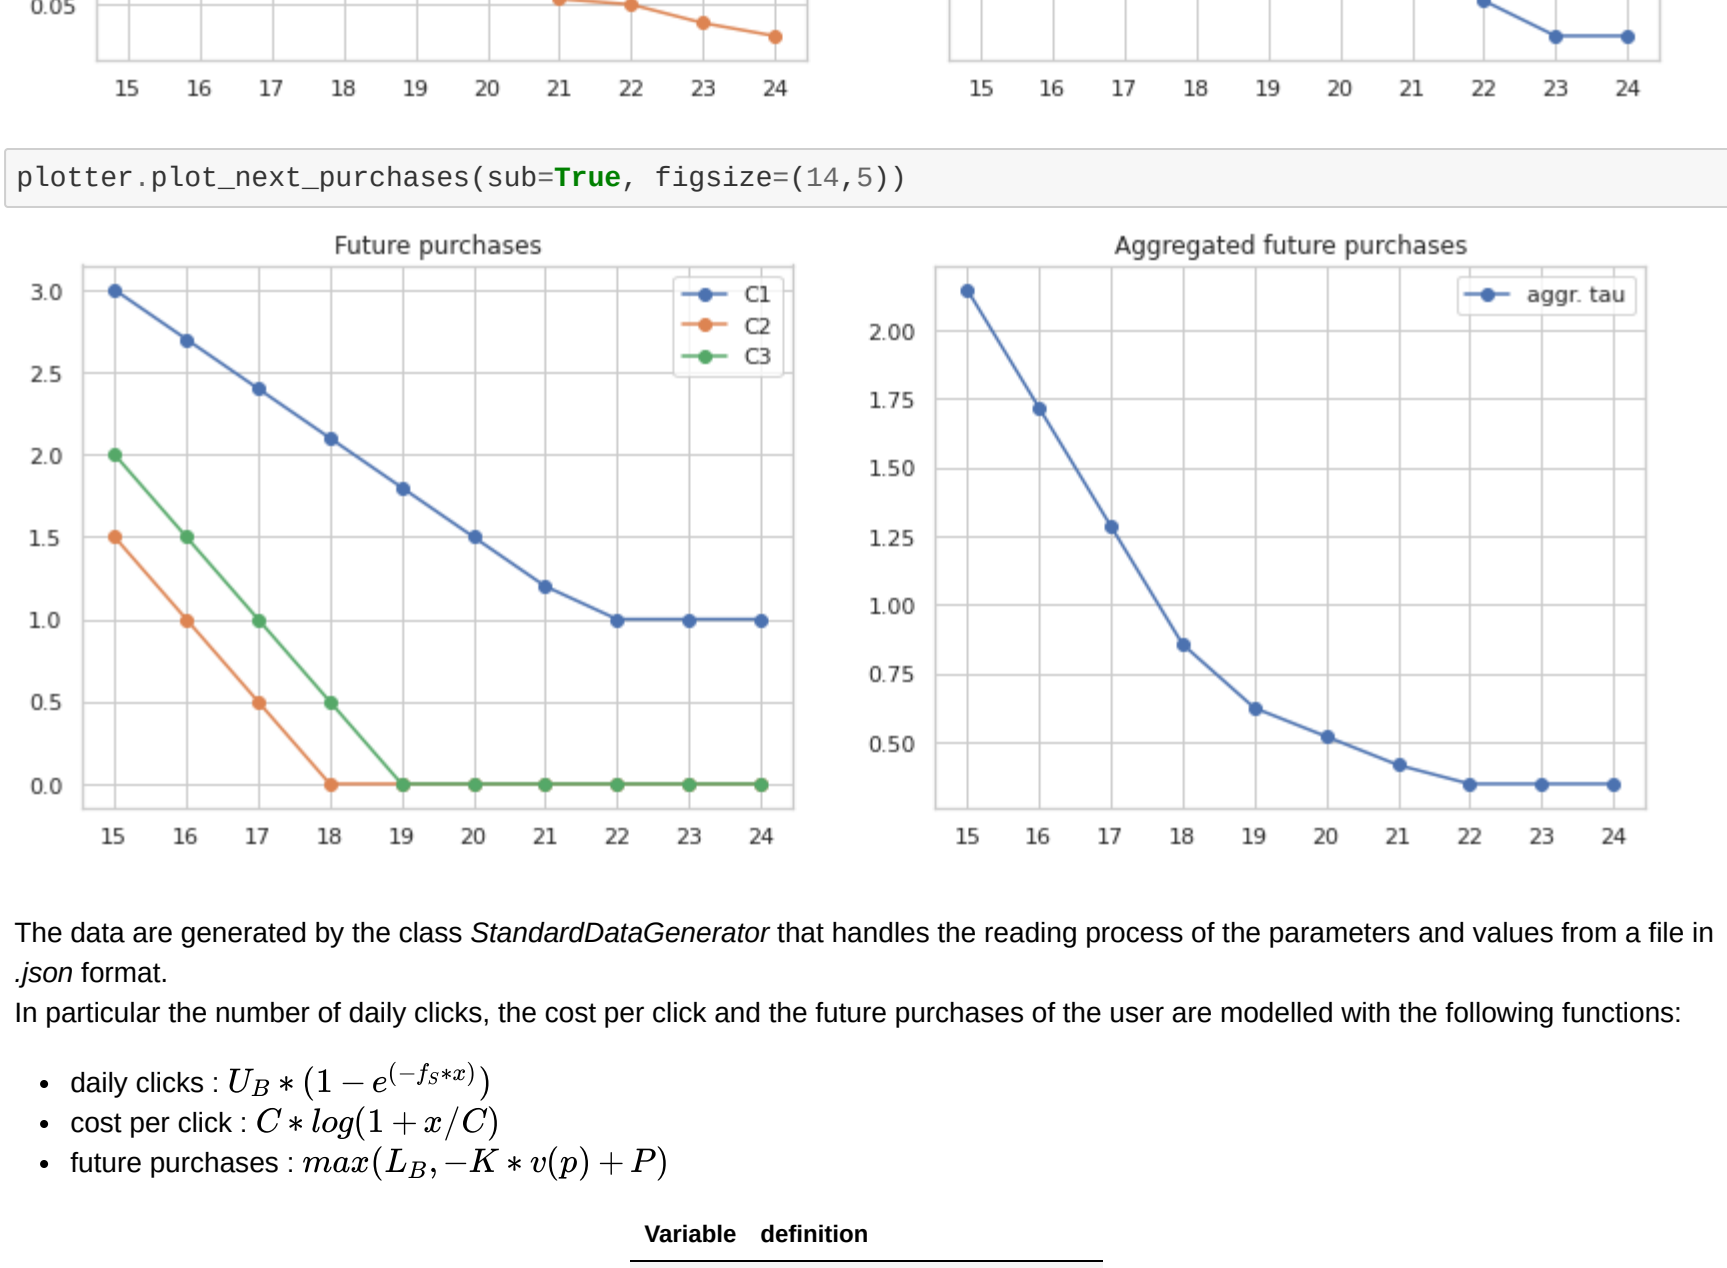 0.05
15 16 17 18 19 20 21 22 23 24
15 16 17 18 19 20 21 22 23 24
plotter.plot_next_purchases(sub=True, figsize=(14,5))
Future purchases
3.0
2.5
2.0
1.5
1.0
0.5
0.0
C1
C2
C3
15 16 17 18 19 20 21 22 23 24
Aggregated future purchases
2.00
1.75
1.50
1.25
1.00
0.75
0.50
aggr. tau
15 16 17 18 19 20 21 22 23 24
The data are generated by the class StandardDataGenerator that handles the reading process of the parameters and values from a file in
.json format.
In particular the number of daily clicks, the cost per click and the future purchases of the user are modelled with the following functions:
• daily clicks : U_B * (1 − e^(−f_S*x))
• cost per click : C * log(1 + x/C)
• future purchases : max(L_B, −K * v(p) + P)
Variable definition